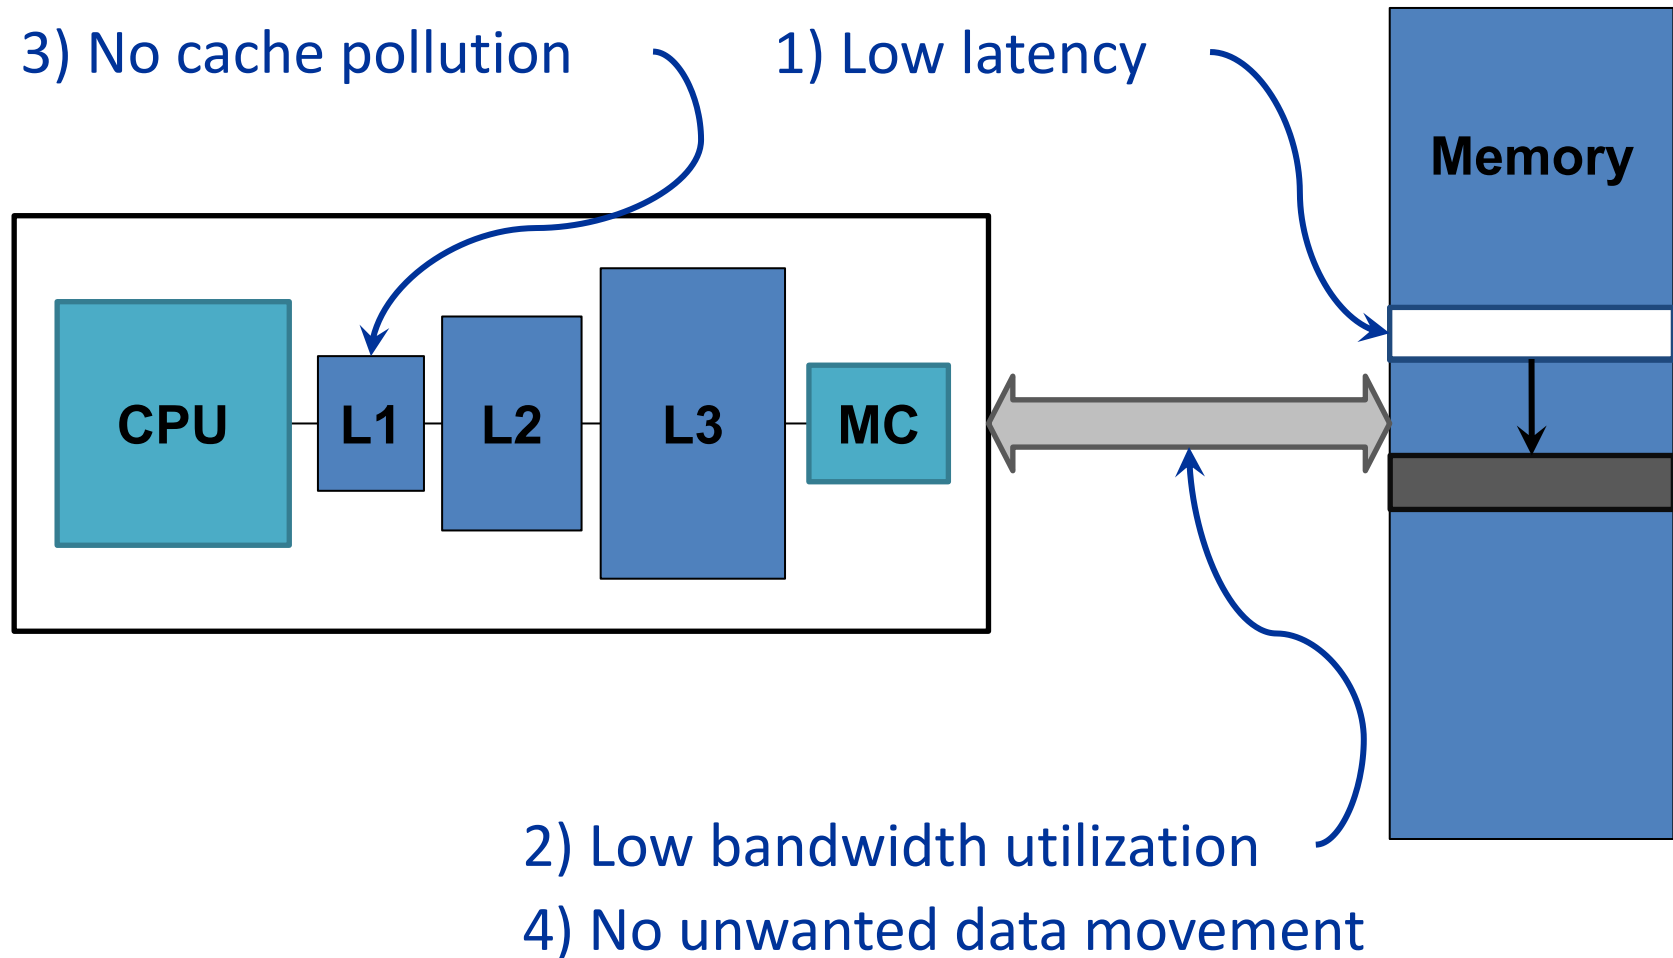 3) No cache pollution
1) Low latency
Memory
CPU
L1
L2
L3
MC
2) Low bandwidth utilization
4) No unwanted data movement